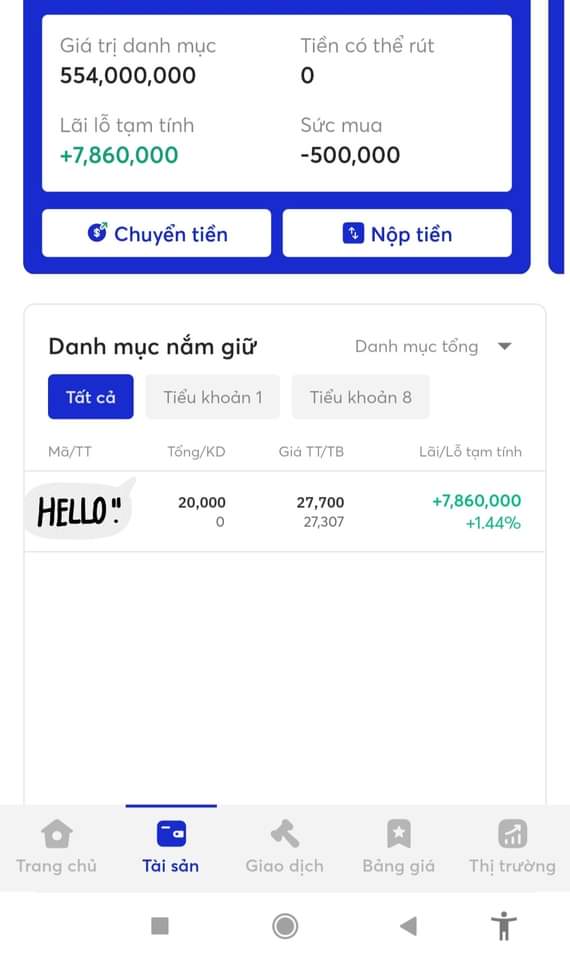 Giá trị danh mục Tiền có thể rút
554,000,000 0
Lãi lỗ tạm tính Sức mua
+7,860,000 -500,000
Chuyển tiền Nộp tiền
Danh mục nắm giữ Danh mục tổng
Tất cả Tiểu khoản 1 Tiểu khoản 8
Mã/TT Tổng/KD Giá TT/TB Lãi/Lỗ tạm tính
HELLO!! 20,000 27,700 +7,860,000
0 27,307 +1.44%
Trang chủ Tài sản Giao dịch Bảng giá Thị trường